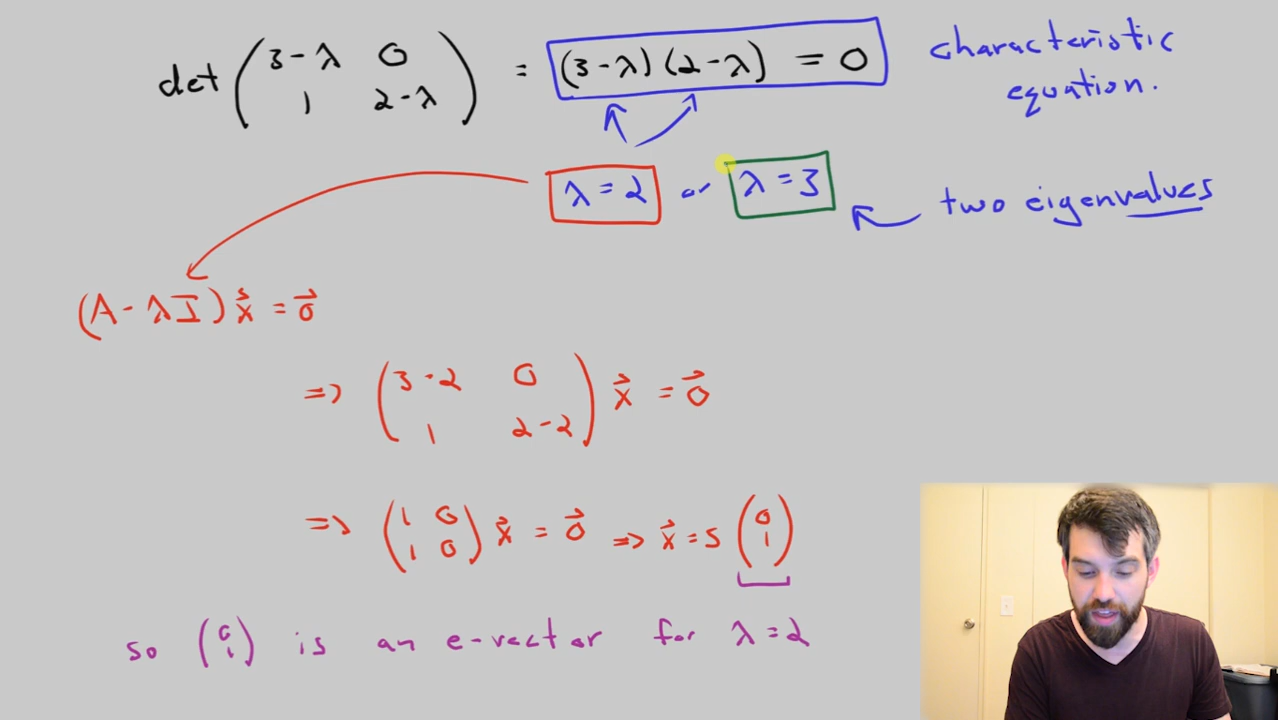 det (3-λ 0
1 2-λ) = (3-λ)(2-λ) = 0
characteristic
equation.
λ=2 or λ=3
two eigenvalues
(A-λI)x⃗ = 0⃗
=> (3-2 0
1 2-2) x⃗ = 0⃗
=> (1 0
1 0) x⃗ = 0⃗ => x⃗ = s (0
1)
so (0
1) is an e-vector for λ=2